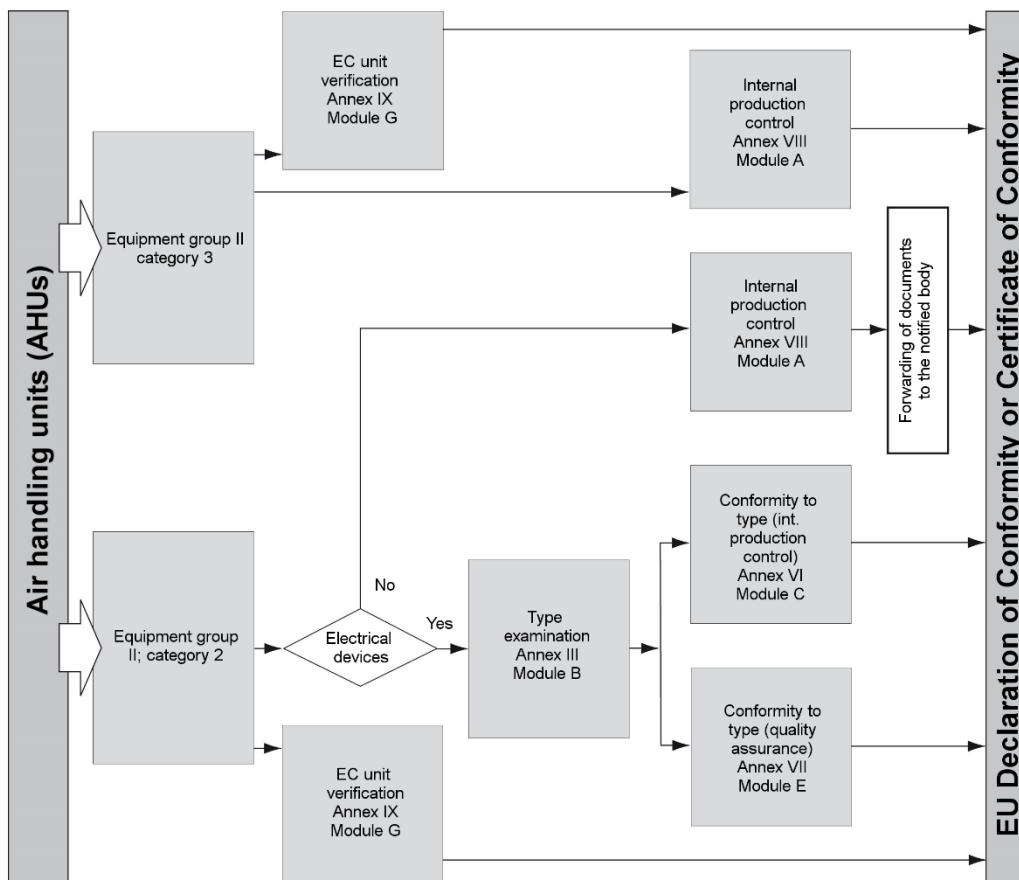 Air handling units (AHUs)
EC unit
verification
Annex IX
Module G
Internal
production
control
Annex VIII
Module A
Equipment group II
category 3
Internal
production
control
Annex VIII
Module A
Forwarding of documents
to the notified body
Conformity to
type (int.
production
control)
Annex VI
Module C
No
Yes
Electrical
devices
Equipment group
II; category 2
Type
examination
Annex III
Module B
Conformity to
type (quality
assurance)
Annex VII
Module E
EC unit
verification
Annex IX
Module G
EU Declaration of Conformity or Certificate of Conformity